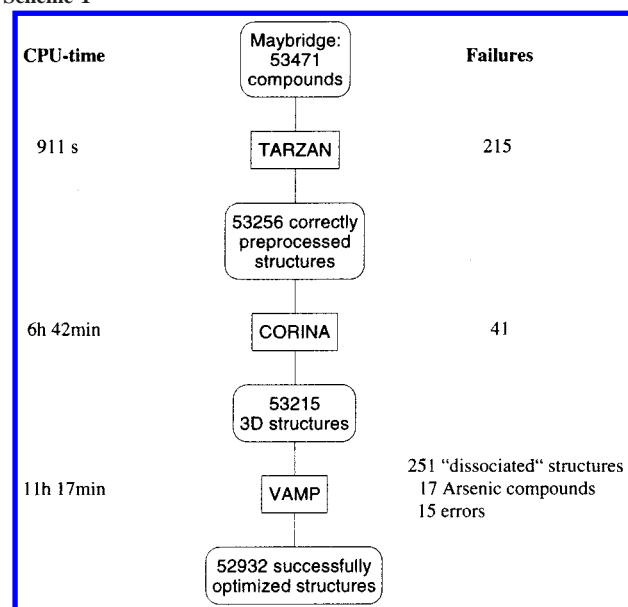 Scheme 1
CPU-time
Maybridge:
53471
compounds
Failures
911 s
TARZAN
215
53256 correctly
preprocessed
structures
6h 42min
CORINA
41
53215
3D structures
11h 17min
VAMP
251 “dissociated“ structures
17 Arsenic compounds
15 errors
52932 successfully
optimized structures